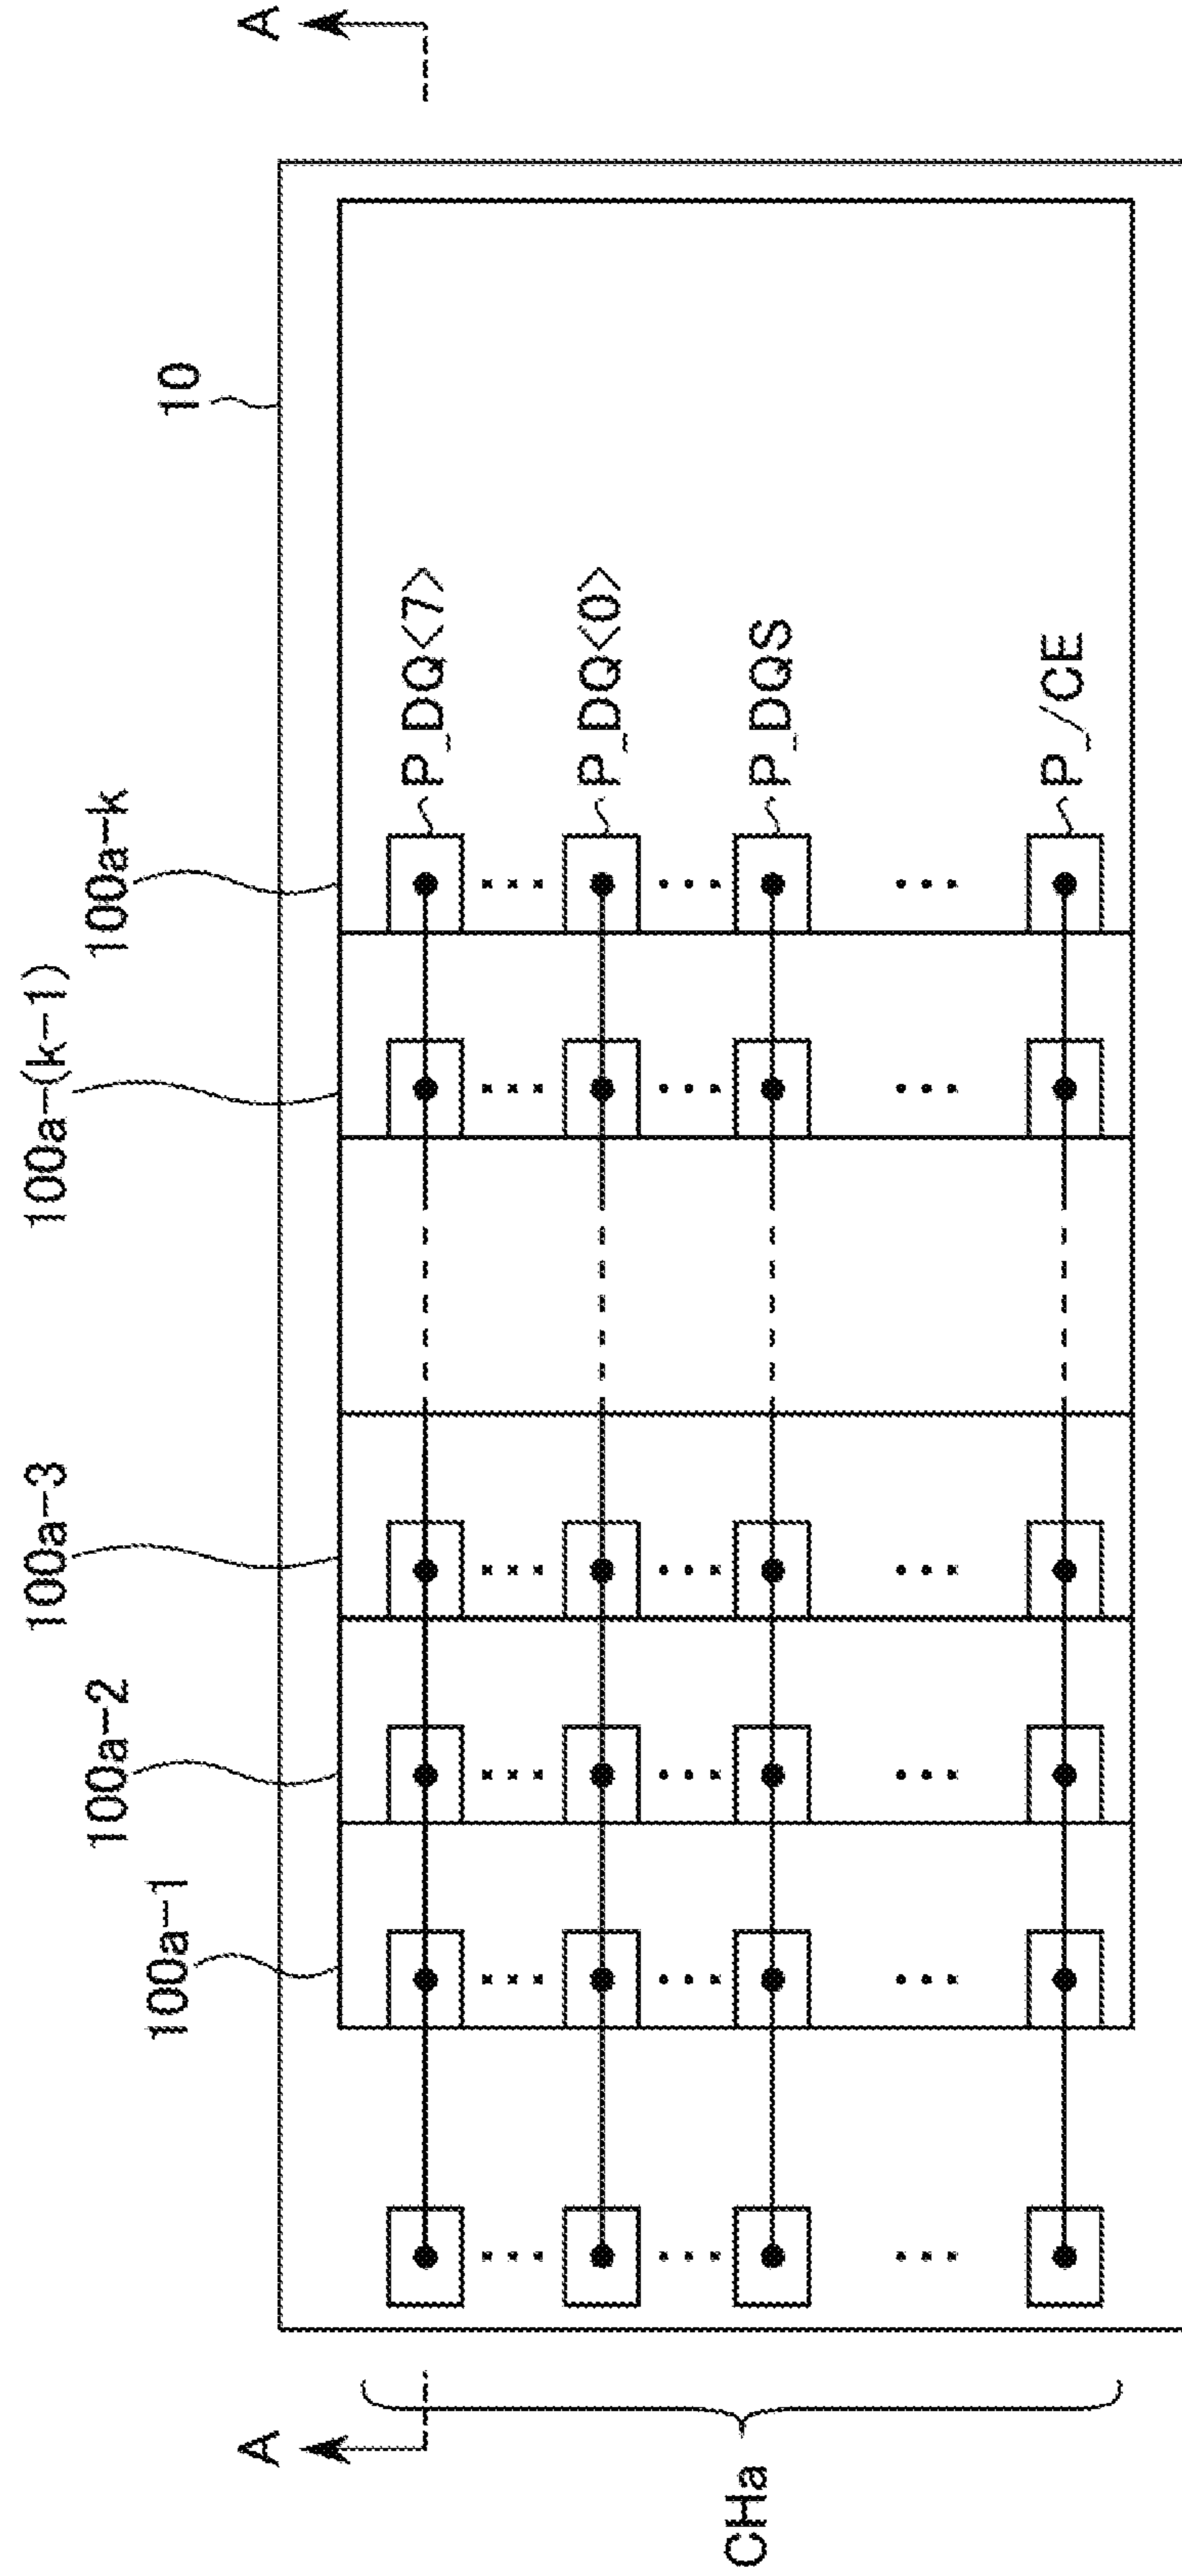 A
A
10
100a-(k-1)
100a-k
100a-3
100a-2
100a-1
P_DQ<7>
P_DQ<0>
P_DQS
P_/CE
CHa